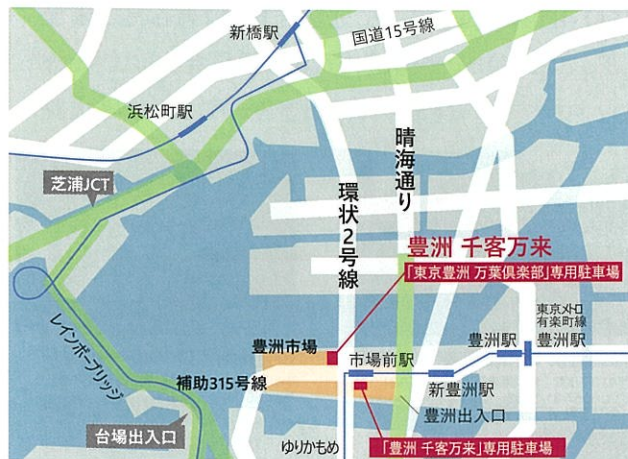 新橋駅
国道15号線
浜松町駅
晴海通り
芝浦JCT
環状2号線
豊洲 千客万来
「東京豊洲 万葉倶楽部」専用駐車場
東京メトロ
有楽町線
豊洲駅
豊洲駅
豊洲市場
市場前駅
レインボーブリッジ
補助315号線
新豊洲駅
豊洲出入口
台場出入口
ゆりかもめ
「豊洲 千客万来」専用駐車場